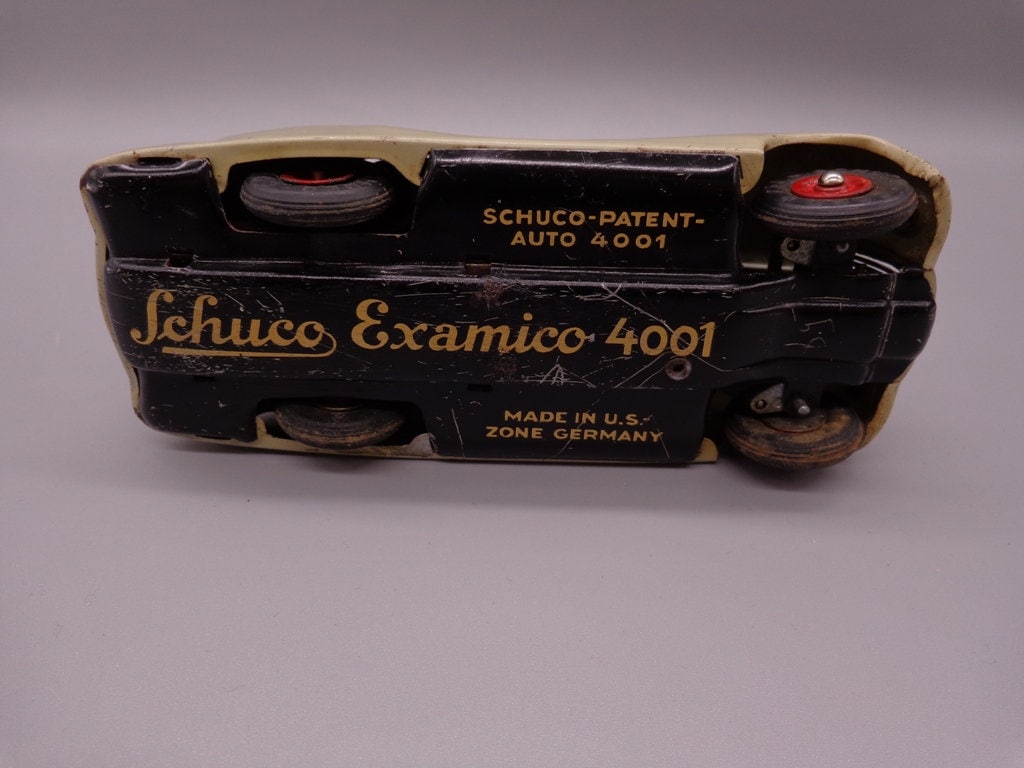 SCHUCO-PATENT-
AUTO 4001
Schuco Examico 4001
MADE IN U.S.-
ZONE GERMANY